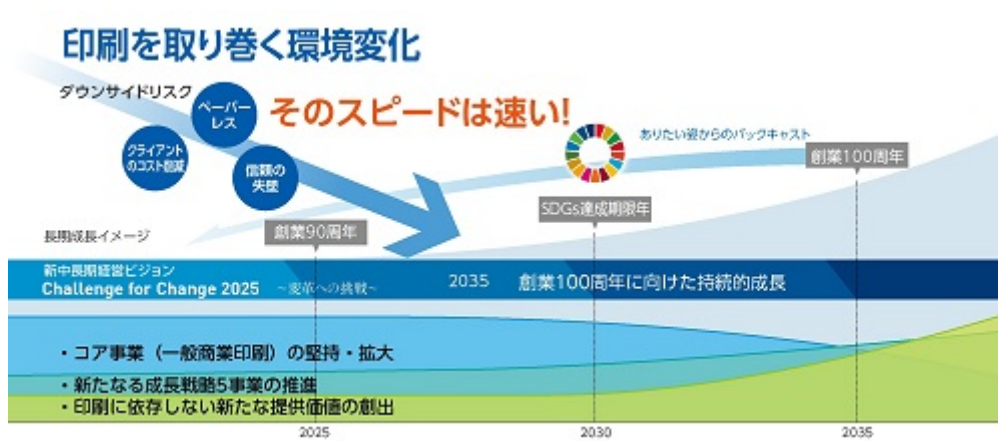 印刷を取り巻く環境変化
ダウンサイドリスク
ペーパー
レス
そのスピードは速い!
クライアント
のコスト削減
信頼の
失墜
ありたい姿からのバックキャスト
創業100周年
SDGs達成期限年
創業90周年
長期成長イメージ
新中長期経営ビジョン
Challenge for Change 2025 ～変革への挑戦～
2035 創業100周年に向けた持続的成長
・コア事業（一般商業印刷）の堅持・拡大
・新たなる成長戦略5事業の推進
・印刷に依存しない新たな提供価値の創出
2025
2030
2035